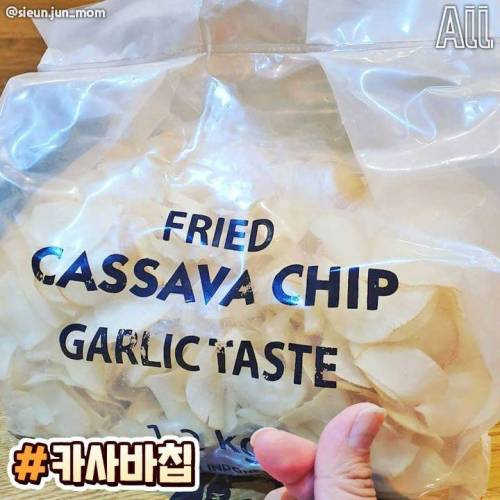 @sieun.jun_mom
All
FRIED
CASSAVA CHIP
GARLIC TASTE
#카사바칩